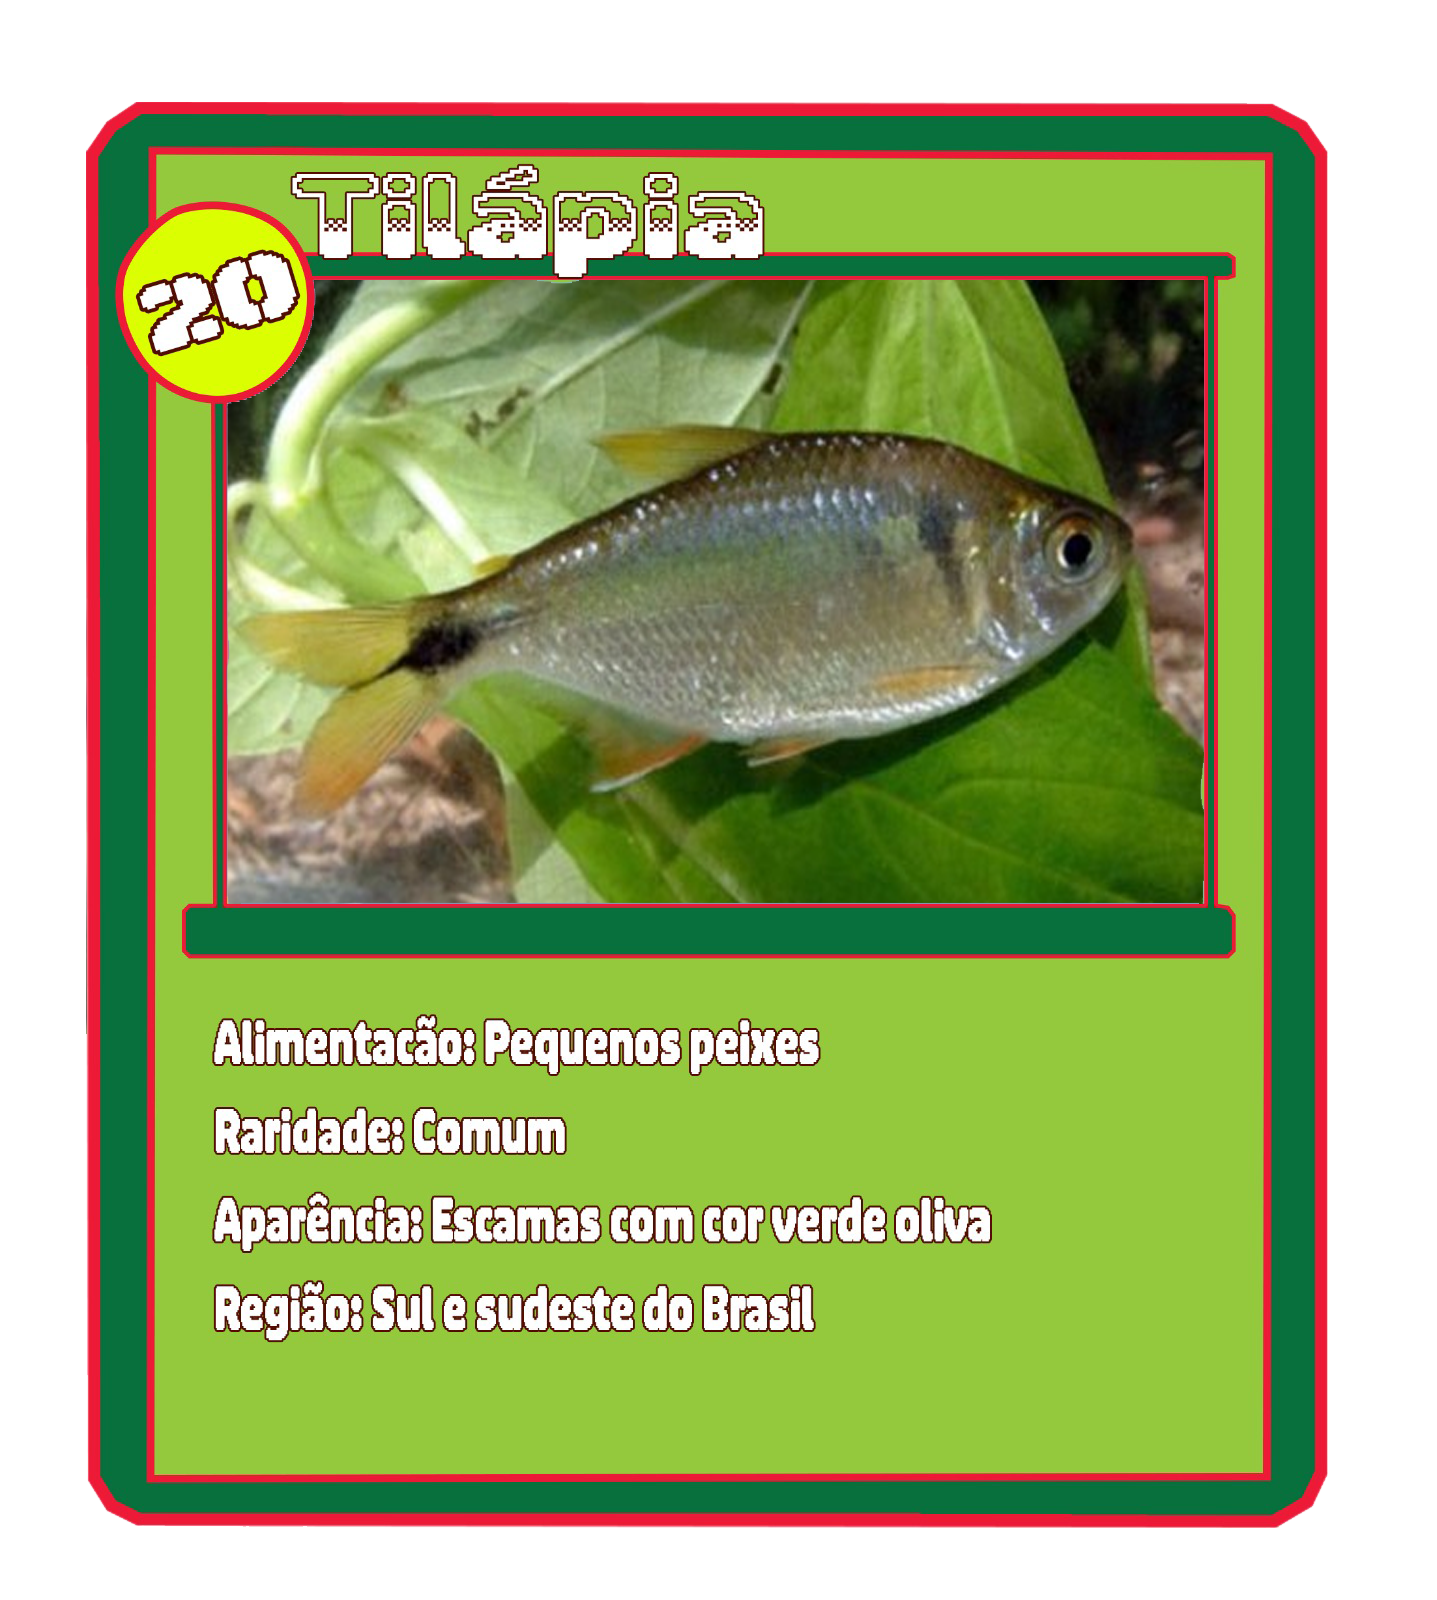 Tilápia
20
Alimentacão: Pequenos peixes
Raridade: Comum
Aparência: Escamas com cor verde oliva
Região: Sul e sudeste do Brasil